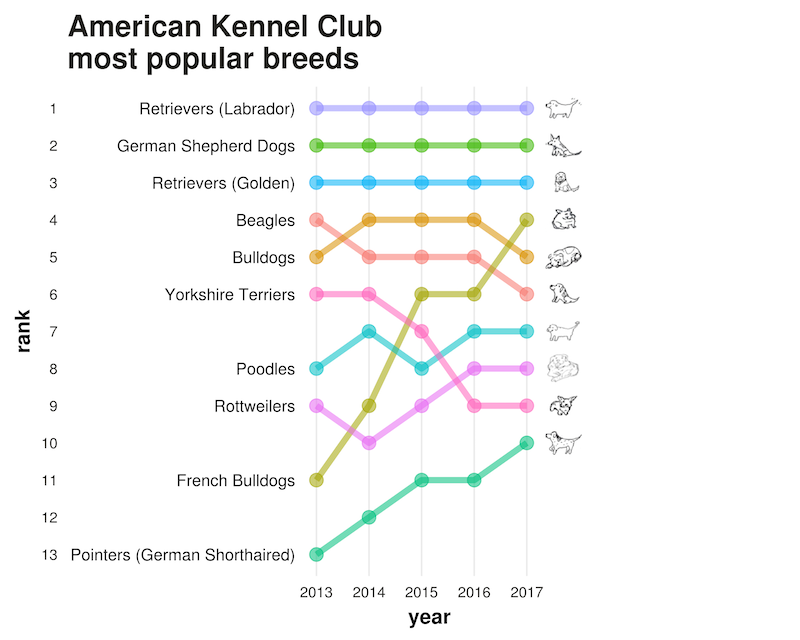 American Kennel Club
most popular breeds
1 Retrievers (Labrador)
2 German Shepherd Dogs
3 Retrievers (Golden)
4 Beagles
5 Bulldogs
6 Yorkshire Terriers
7
8 Poodles
9 Rottweilers
10
11 French Bulldogs
12
13 Pointers (German Shorthaired)
rank
2013 2014 2015 2016 2017
year